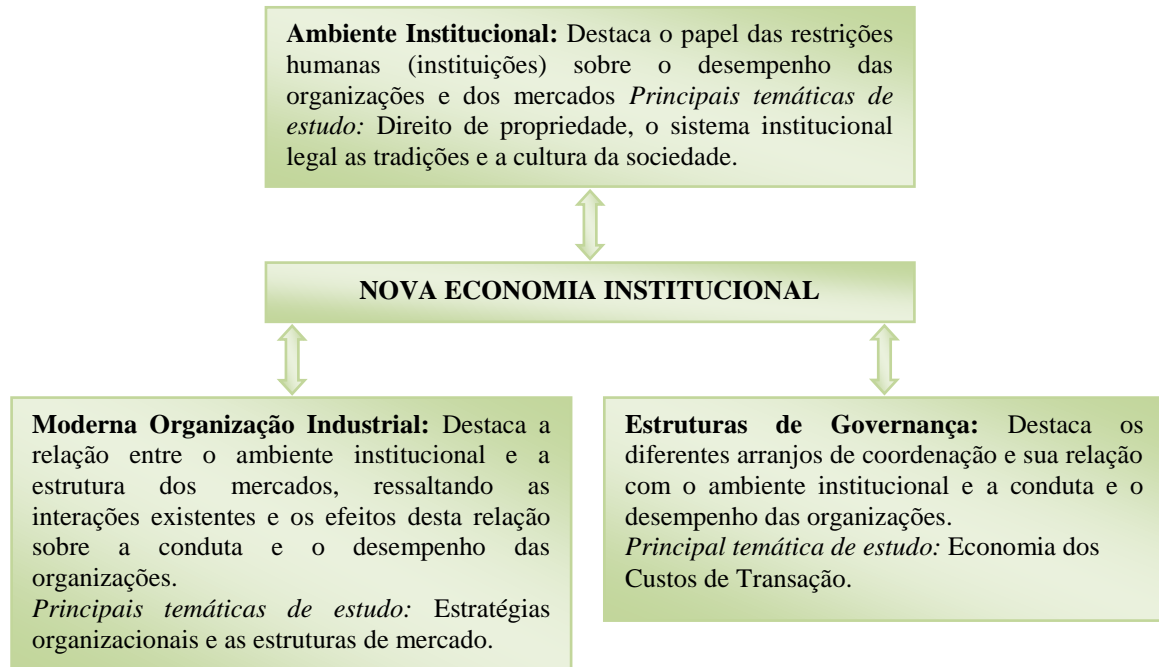 Ambiente Institucional: Destaca o papel das restrições
humanas (instituições) sobre o desempenho das
organizações e dos mercados Principais temáticas de
estudo: Direito de propriedade, o sistema institucional
legal as tradições e a cultura da sociedade.
NOVA ECONOMIA INSTITUCIONAL
Moderna Organização Industrial: Destaca a
relação entre o ambiente institucional e a
estrutura dos mercados, ressaltando as
interações existentes e os efeitos desta relação
sobre a conduta e o desempenho das
organizações.
Principais temáticas de estudo: Estratégias
organizacionais e as estruturas de mercado.
Estruturas de Governança: Destaca os
diferentes arranjos de coordenação e sua relação
com o ambiente institucional e a conduta e o
desempenho das organizações.
Principal temática de estudo: Economia dos
Custos de Transação.